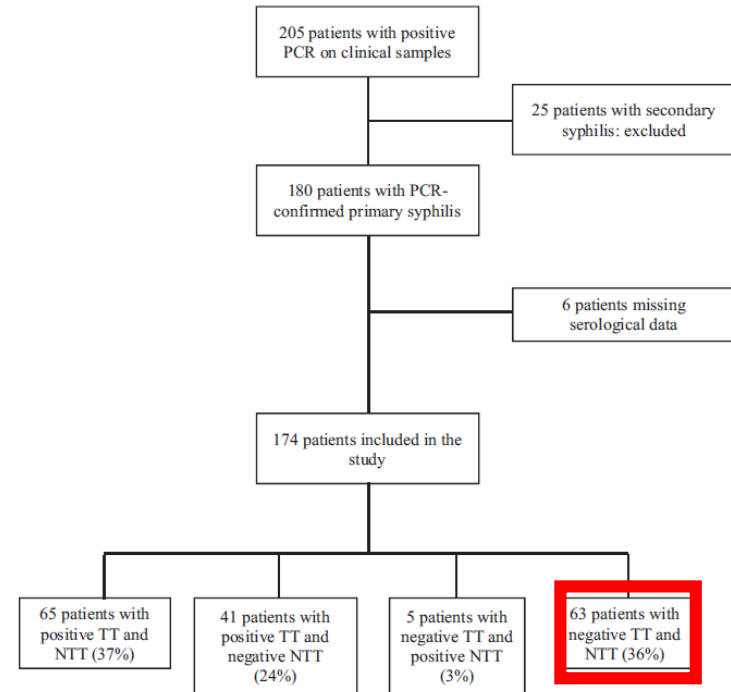 205 patients with positive
PCR on clinical samples
25 patients with secondary
syphilis: excluded
180 patients with PCR-
confirmed primary syphilis
6 patients missing
serological data
174 patients included in the
study
65 patients with
positive TT and
NTT (37%)
41 patients with
positive TT and
negative NTT
(24%)
5 patients with
negative TT and
positive NTT
(3%)
63 patients with
negative TT and
NTT (36%)